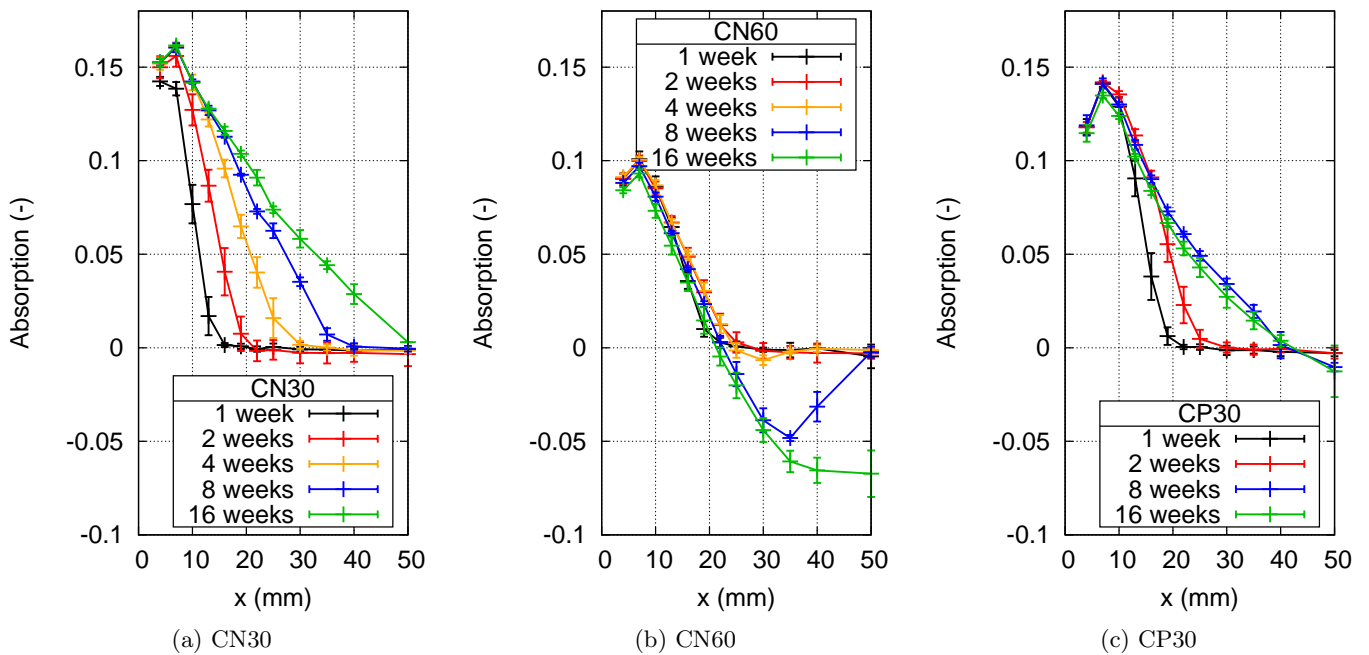 Absorption (-)
0.15
0.1
0.05
0
-0.05
-0.1
CN30
1 week
2 weeks
4 weeks
8 weeks
16 weeks
0 10 20 30 40 50
x (mm)
(a) CN30
Absorption (-)
0.15
0.1
0.05
0
-0.05
-0.1
CN60
1 week
2 weeks
4 weeks
8 weeks
16 weeks
0 10 20 30 40 50
x (mm)
(b) CN60
Absorption (-)
0.15
0.1
0.05
0
-0.05
-0.1
CP30
1 week
2 weeks
8 weeks
16 weeks
0 10 20 30 40 50
x (mm)
(c) CP30